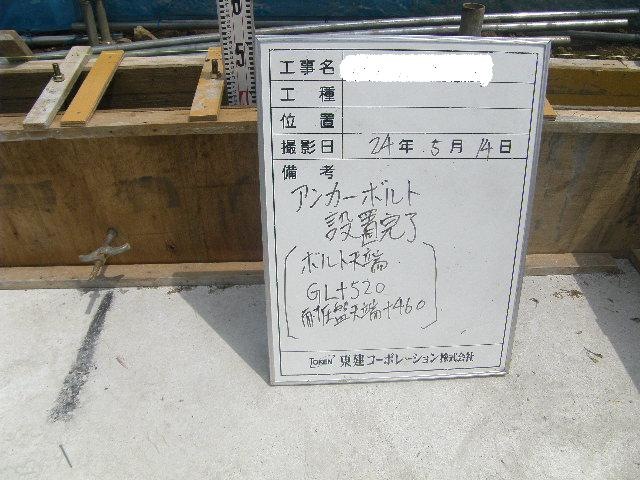 工事名
工種
位置
撮影日 24年 5月 14日
備考
アンカーボルト
設置完了
ボルト天端
GL+520
耐圧盤天端+460
TOKEN 東建コーポレーション株式会社
5